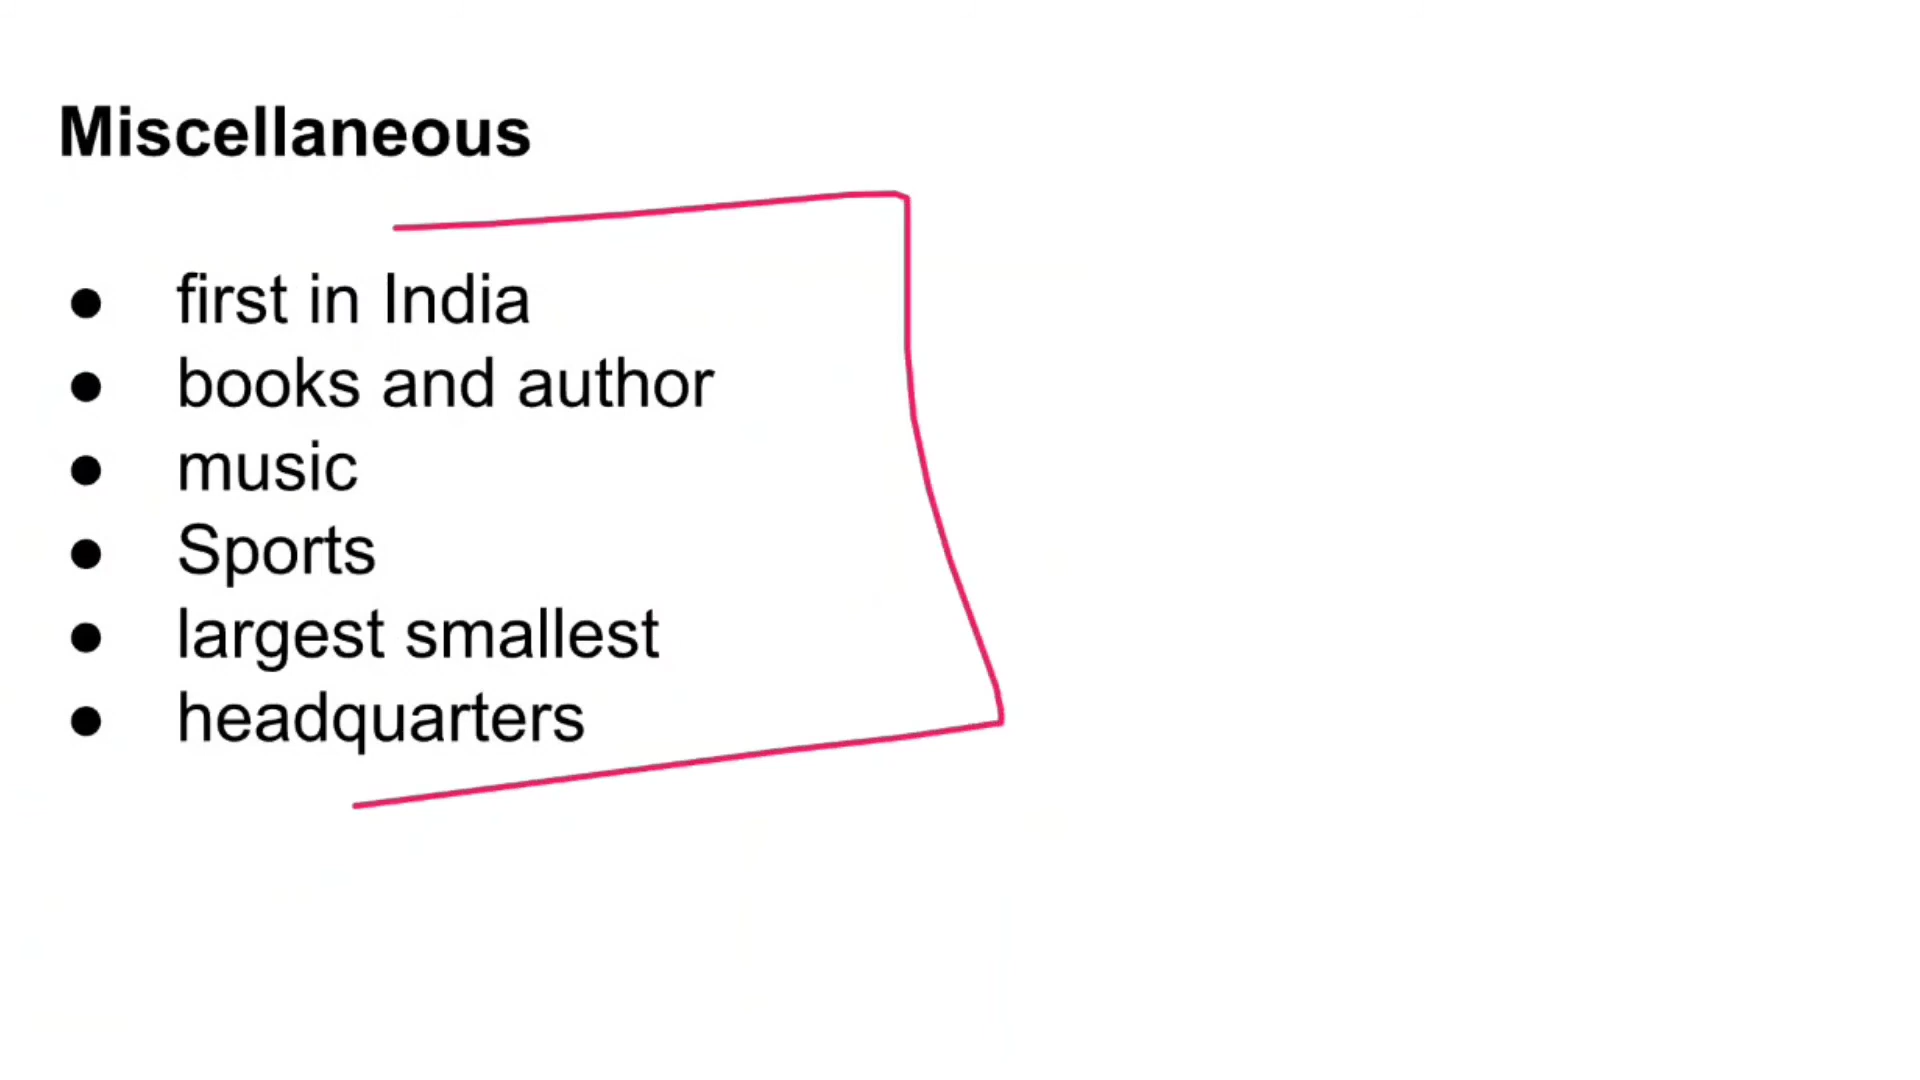 Miscellaneous
● first in India
● books and author
● music
● Sports
● largest smallest
● headquarters